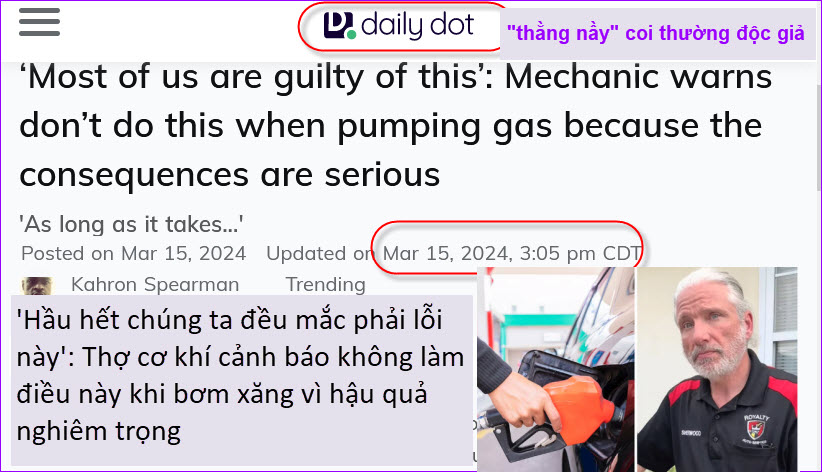 daily dot
"thằng nầy" coi thường độc giả
‘Most of us are guilty of this’: Mechanic warns
don’t do this when pumping gas because the
consequences are serious
'As long as it takes...'
Posted on Mar 15, 2024 Updated on Mar 15, 2024, 3:05 pm CDT
Kahron Spearman Trending
'Hầu hết chúng ta đều mắc phải lỗi
này': Thợ cơ khí cảnh báo không làm
điều này khi bơm xăng vì hậu quả
nghiêm trọng
ROYALTY
SHERWOOD